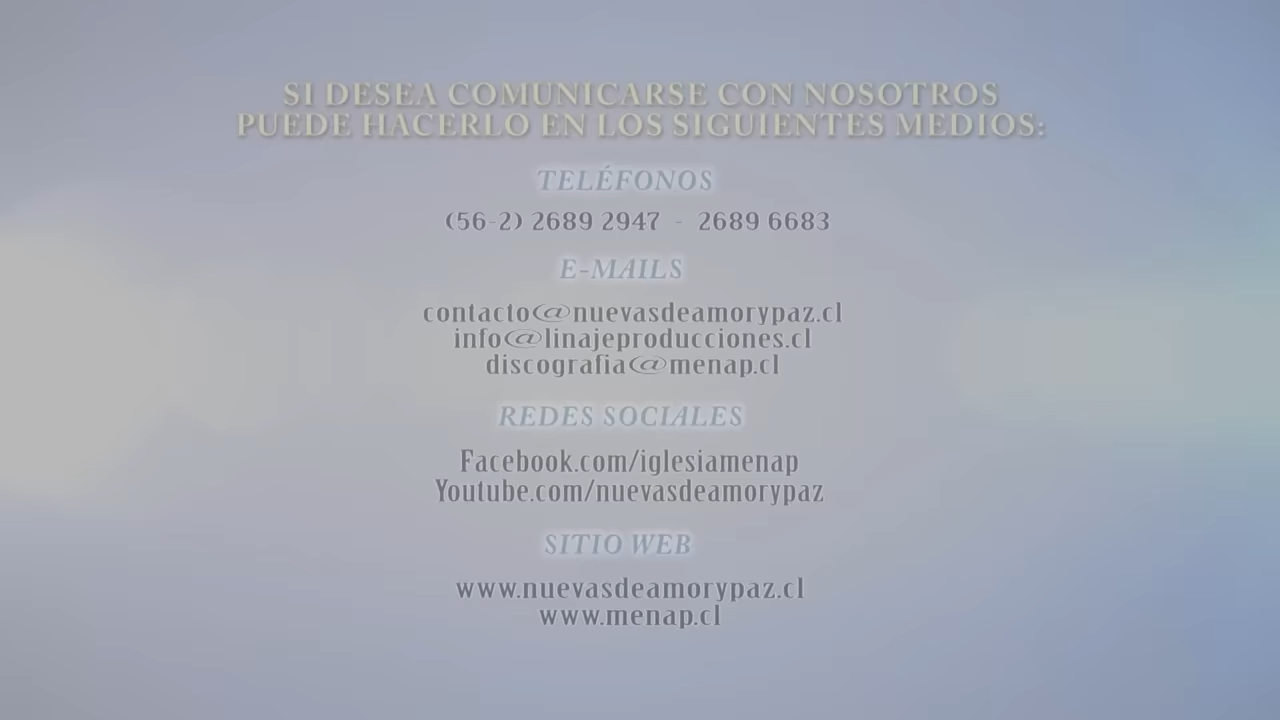 SI DESEA COMUNICARSE CON NOSOTROS
PUEDE HACERLO EN LOS SIGUIENTES MEDIOS:
TELÉFONOS
(56-2) 2689 2947 - 2689 6683
E-MAILS
contacto@nuevasdeamorypaz.cl
info@linajeproducciones.cl
discografia@menap.cl
REDES SOCIALES
Facebook.com/iglesiamenap
Youtube.com/nuevasdeamorypaz
SITIO WEB
www.nuevasdeamorypaz.cl
www.menap.cl